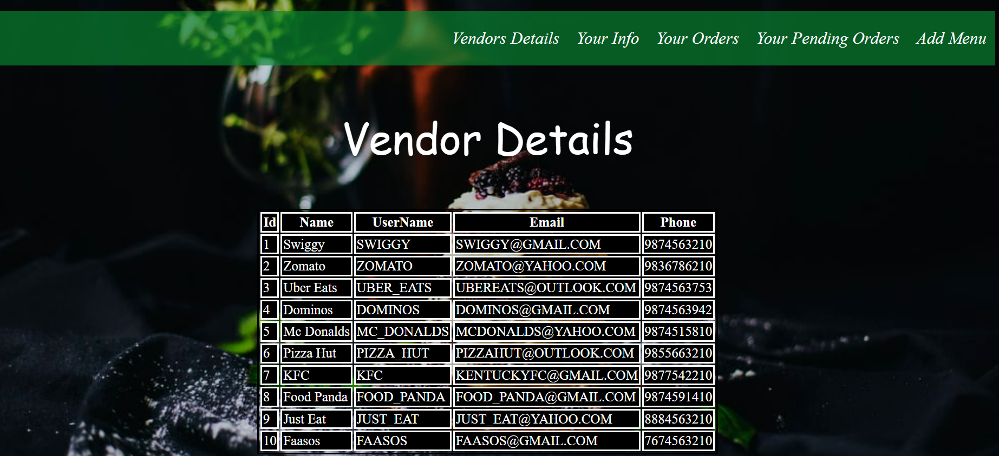 Vendors Details Your Info Your Orders Your Pending Orders Add Menu
Vendor Details
Id Name UserName Email Phone
1 Swiggy SWIGGY SWIGGY@GMAIL.COM 9874563210
2 Zomato ZOMATO ZOMATO@YAHOO.COM 9836786210
3 Uber Eats UBER_EATS UBEREATS@OUTLOOK.COM 9874563753
4 Dominos DOMINOS DOMINOS@GMAIL.COM 9874563942
5 Mc Donalds MC_DONALDS MCDONALDS@YAHOO.COM 9874515810
6 Pizza Hut PIZZA_HUT PIZZAHUT@OUTLOOK.COM 9855663210
7 KFC KFC KENTUCKYFC@GMAIL.COM 9877542210
8 Food Panda FOOD_PANDA FOOD_PANDA@GMAIL.COM 9874591410
9 Just Eat JUST_EAT JUST_EAT@YAHOO.COM 8884563210
10 Faasos FAASOS FAASOS@GMAIL.COM 7674563210